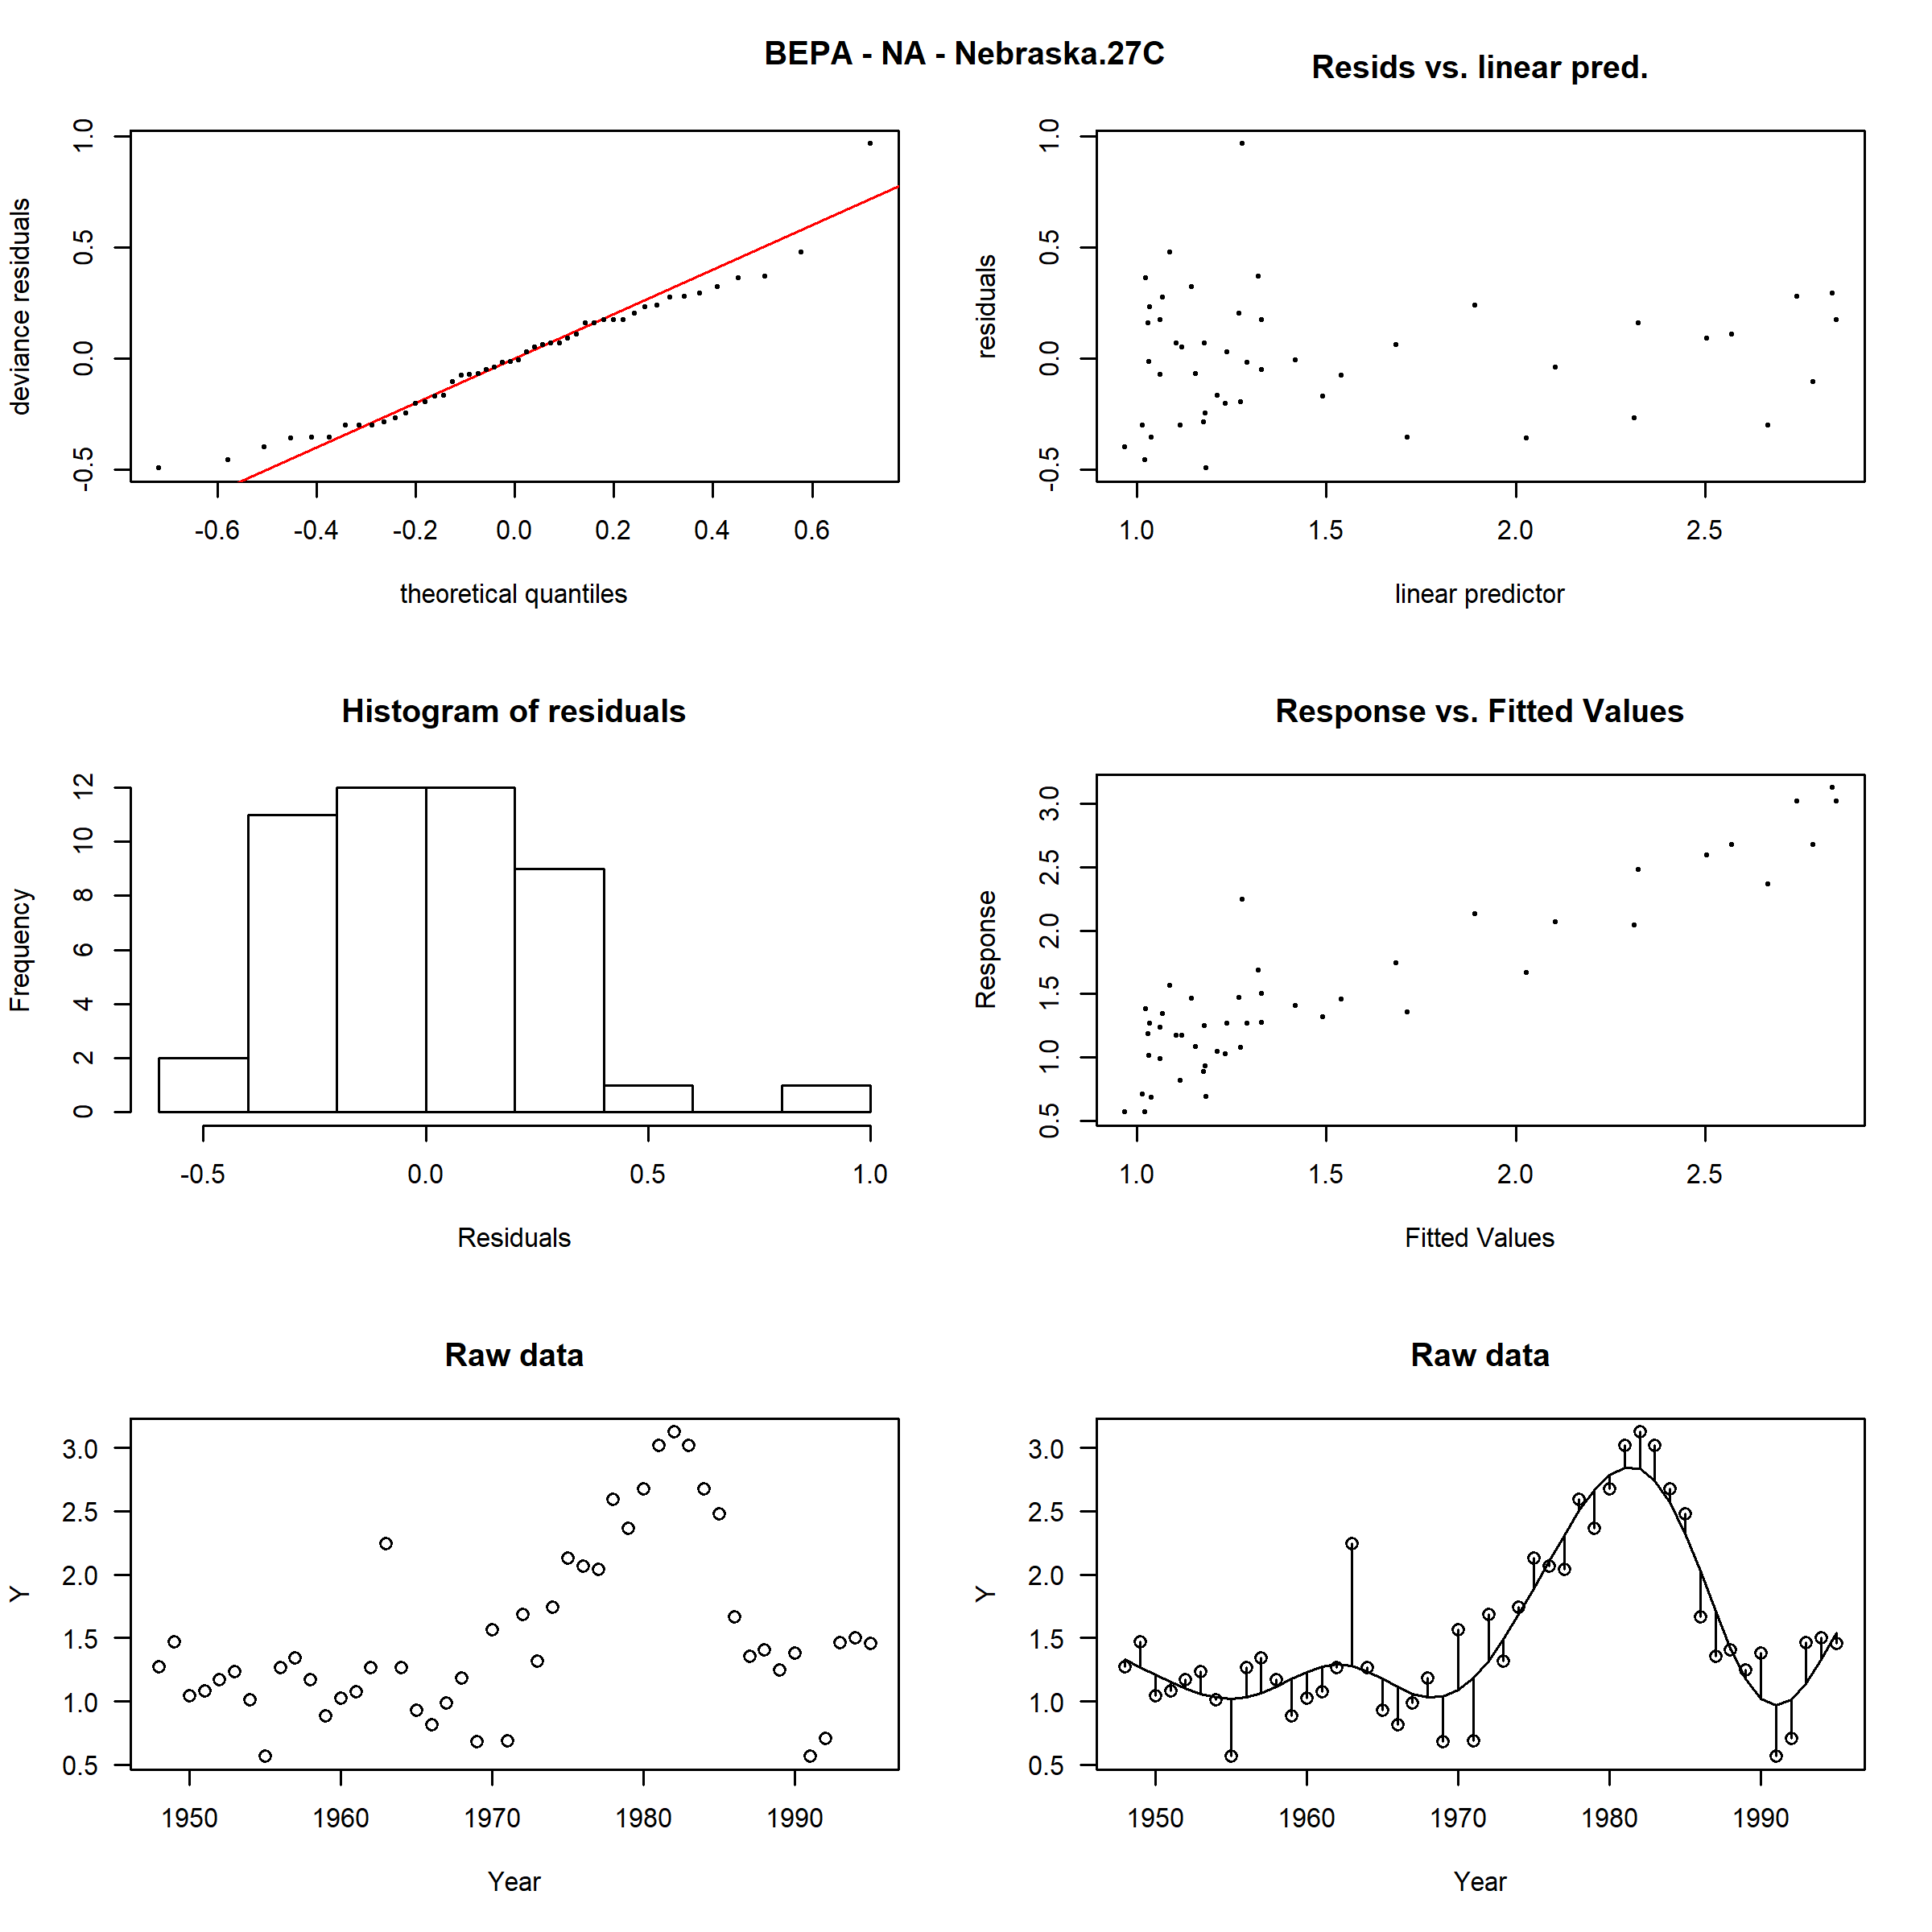 BEPA - NA - Nebraska.27C
Resids vs. linear pred.
deviance residuals
-0.5 0.0 0.5 1.0
-0.6 -0.4 -0.2 0.0 0.2 0.4 0.6
theoretical quantiles
residuals
-0.5 0.0 0.5 1.0
1.0 1.5 2.0 2.5
linear predictor
Histogram of residuals
Frequency
0 2 4 6 8 10 12
-0.5 0.0 0.5 1.0
Residuals
Response vs. Fitted Values
Response
0.5 1.0 1.5 2.0 2.5 3.0
1.0 1.5 2.0 2.5
Fitted Values
Raw data
Y
3.0
2.5
2.0
1.5
1.0
0.5
1950 1960 1970 1980 1990
Year
Raw data
Y
3.0
2.5
2.0
1.5
1.0
0.5
1950 1960 1970 1980 1990
Year